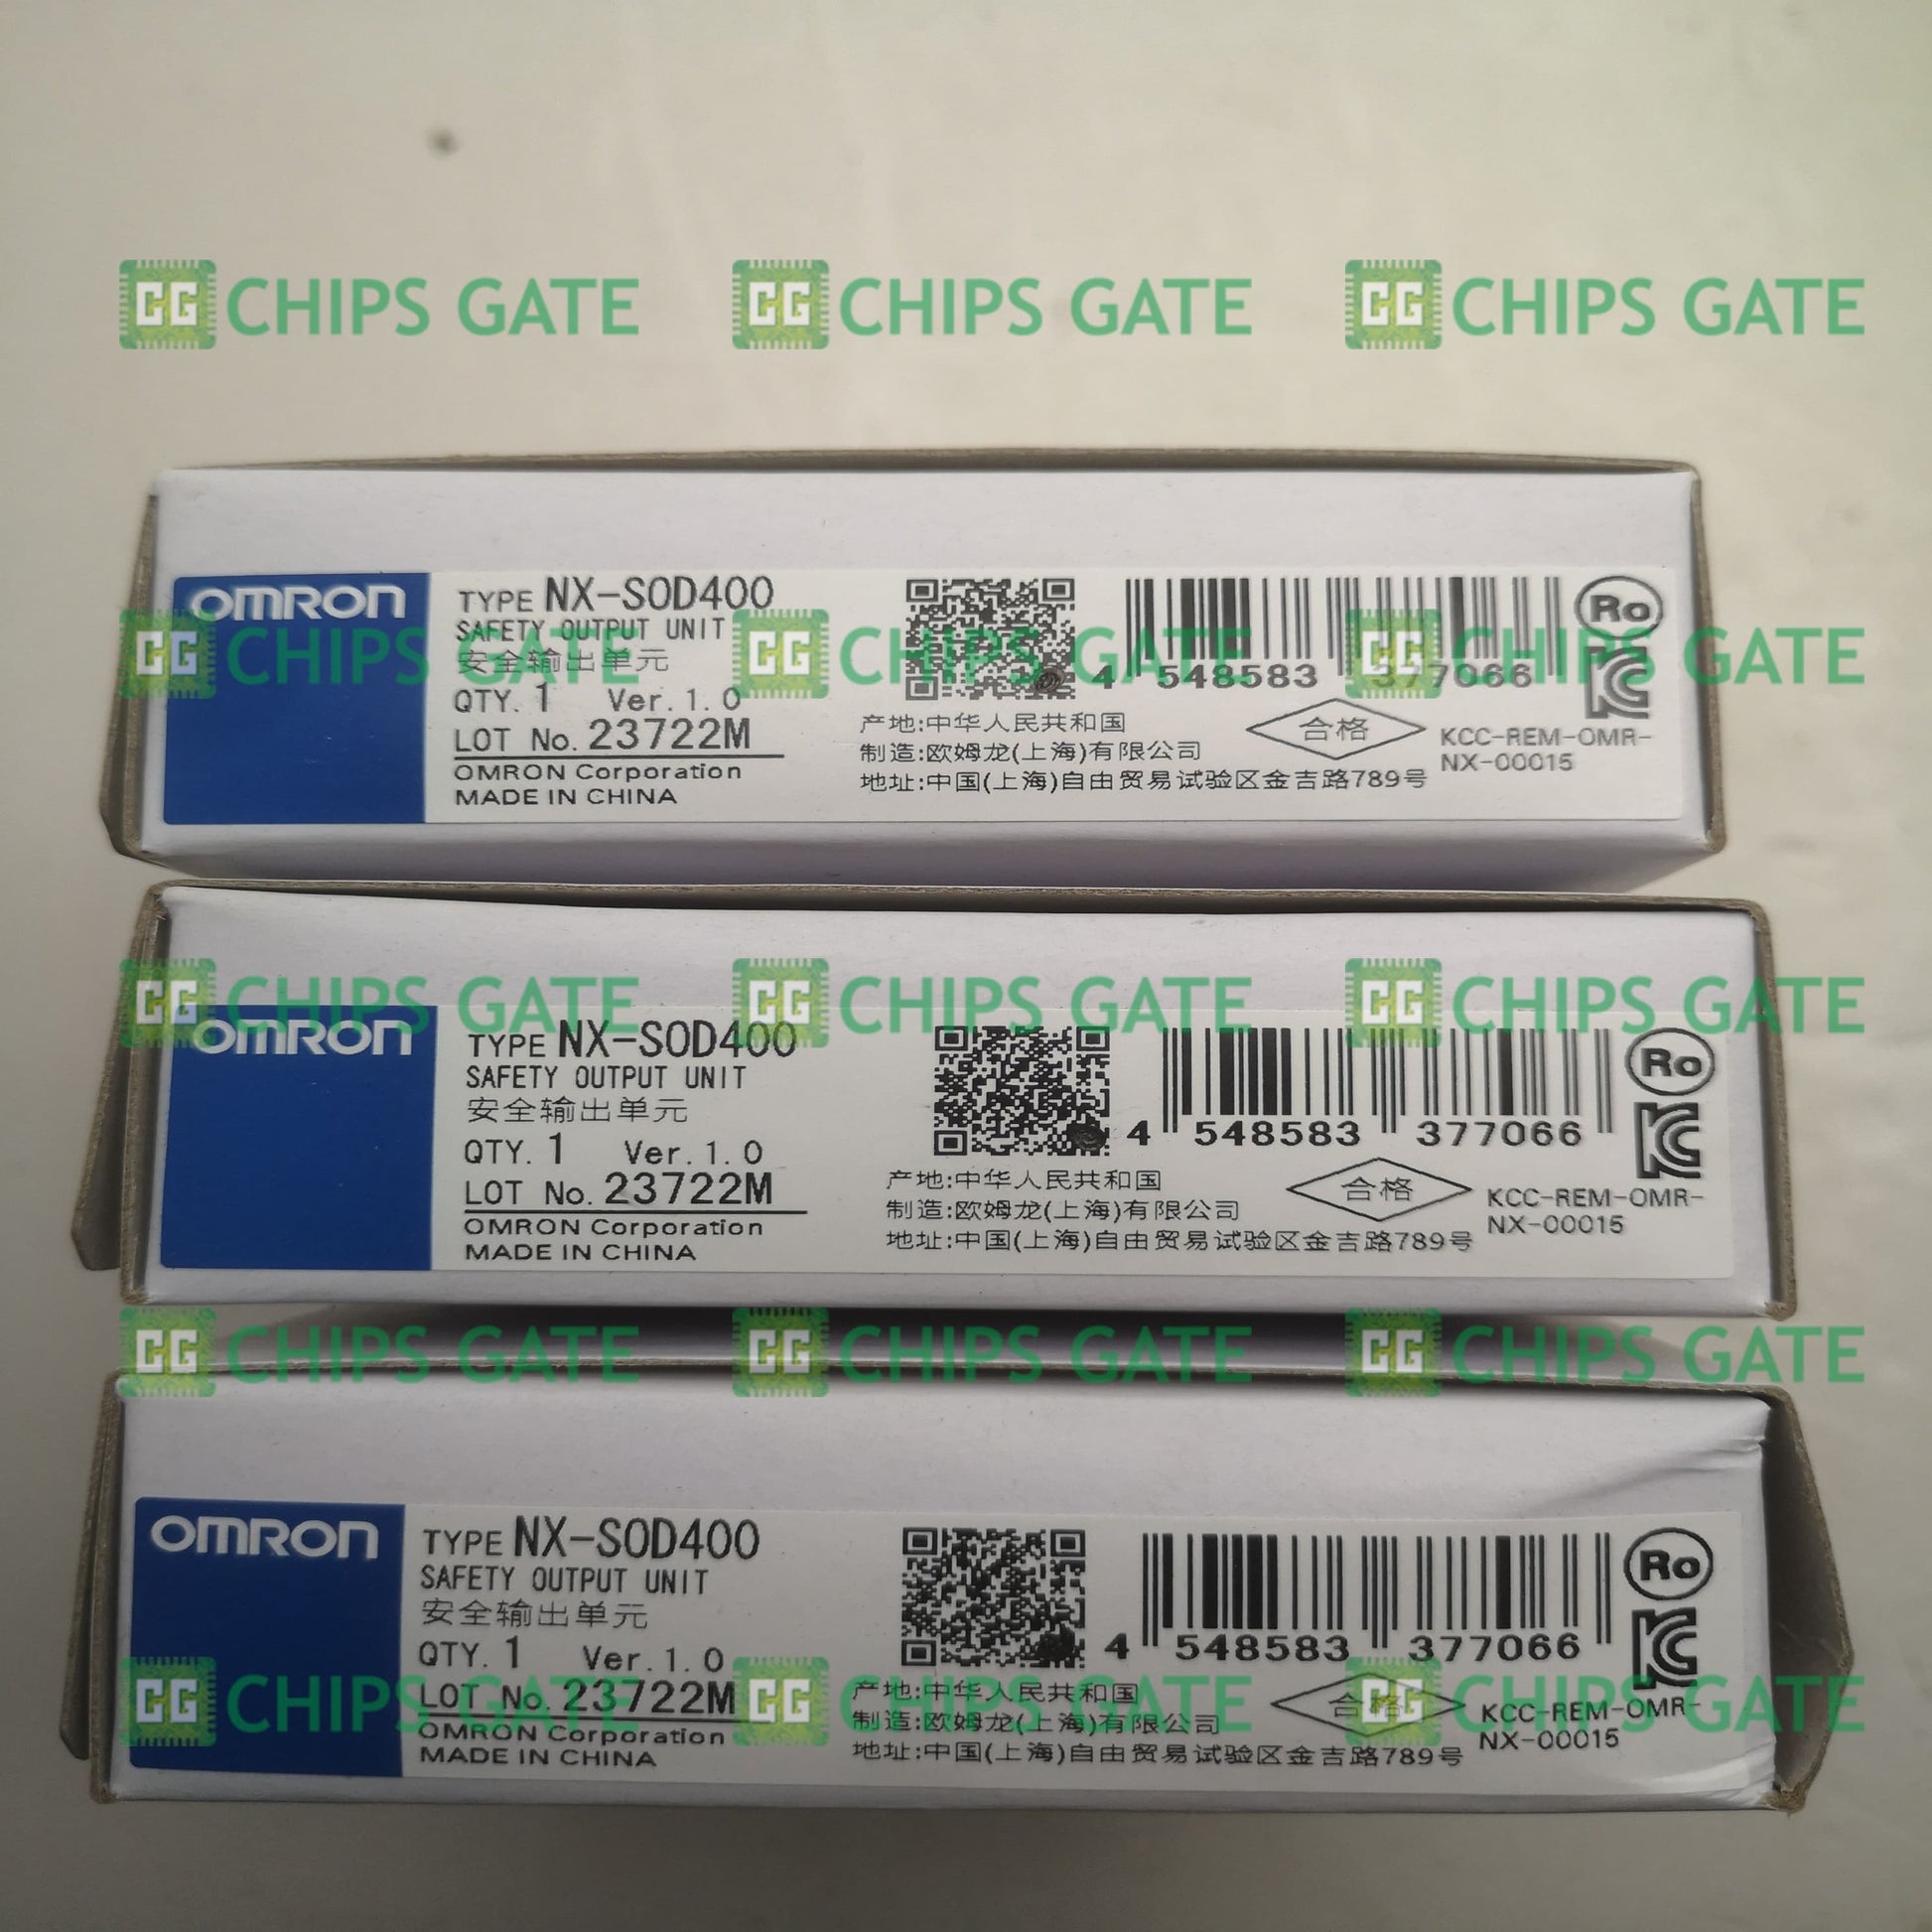 CG CHIPS GATE CG CHIPS GATE CG CHIPS GATE
OMRON
TYPE NX-SOD400
SAFETY OUTPUT UNIT
安全输出单元
QTY. 1 Ver. 1.0
LOT No. 23722M
OMRON Corporation
MADE IN CHINA
4 548583 377066
产地:中华人民共和国
制造:欧姆龙(上海)有限公司
地址:中国(上海)自由贸易试验区金吉路789号
合格
Ro
KC
KCC-REM-OMR-
NX-00015
CG CHIPS GATE CG CHIPS GATE CG CHIPS GATE
CG CHIPS GATE CG CHIPS GATE CG CHIPS GATE
OMRON
TYPE NX-SOD400
SAFETY OUTPUT UNIT
安全输出单元
QTY. 1 Ver. 1.0
LOT No. 23722M
OMRON Corporation
MADE IN CHINA
4 548583 377066
产地:中华人民共和国
制造:欧姆龙(上海)有限公司
地址:中国(上海)自由贸易试验区金吉路789号
合格
Ro
KC
KCC-REM-OMR-
NX-00015
CG CHIPS GATE CG CHIPS GATE CG CHIPS GATE
OMRON
TYPE NX-SOD400
SAFETY OUTPUT UNIT
安全输出单元
QTY. 1 Ver. 1.0
LOT No. 23722M
OMRON Corporation
MADE IN CHINA
4 548583 377066
产地:中华人民共和国
制造:欧姆龙(上海)有限公司
地址:中国(上海)自由贸易试验区金吉路789号
合格
Ro
KC
KCC-REM-OMR-
NX-00015
CG CHIPS GATE CG CHIPS GATE CG CHIPS GATE